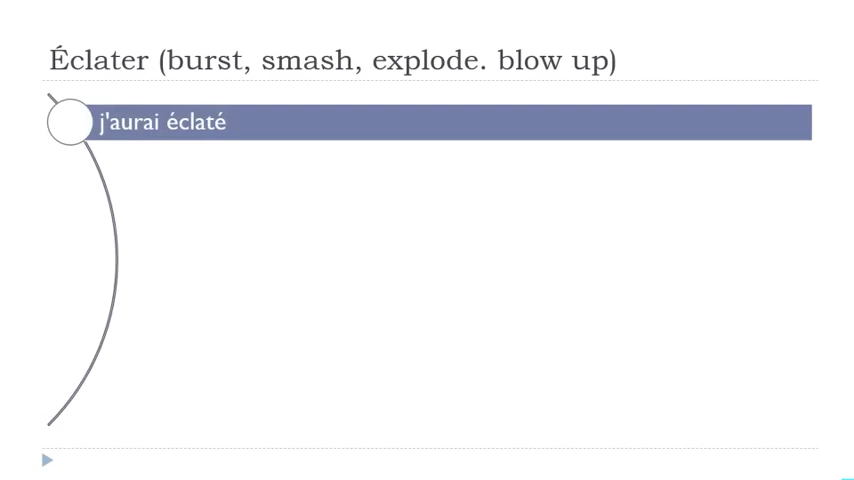 Éclater (burst, smash, explode. blow up)
j'aurai éclaté